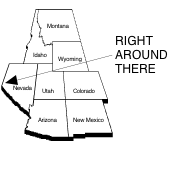 Montana
Idaho
Wyoming
Nevada
Utah
Colorado
Arizona
New Mexico
RIGHT
AROUND
THERE